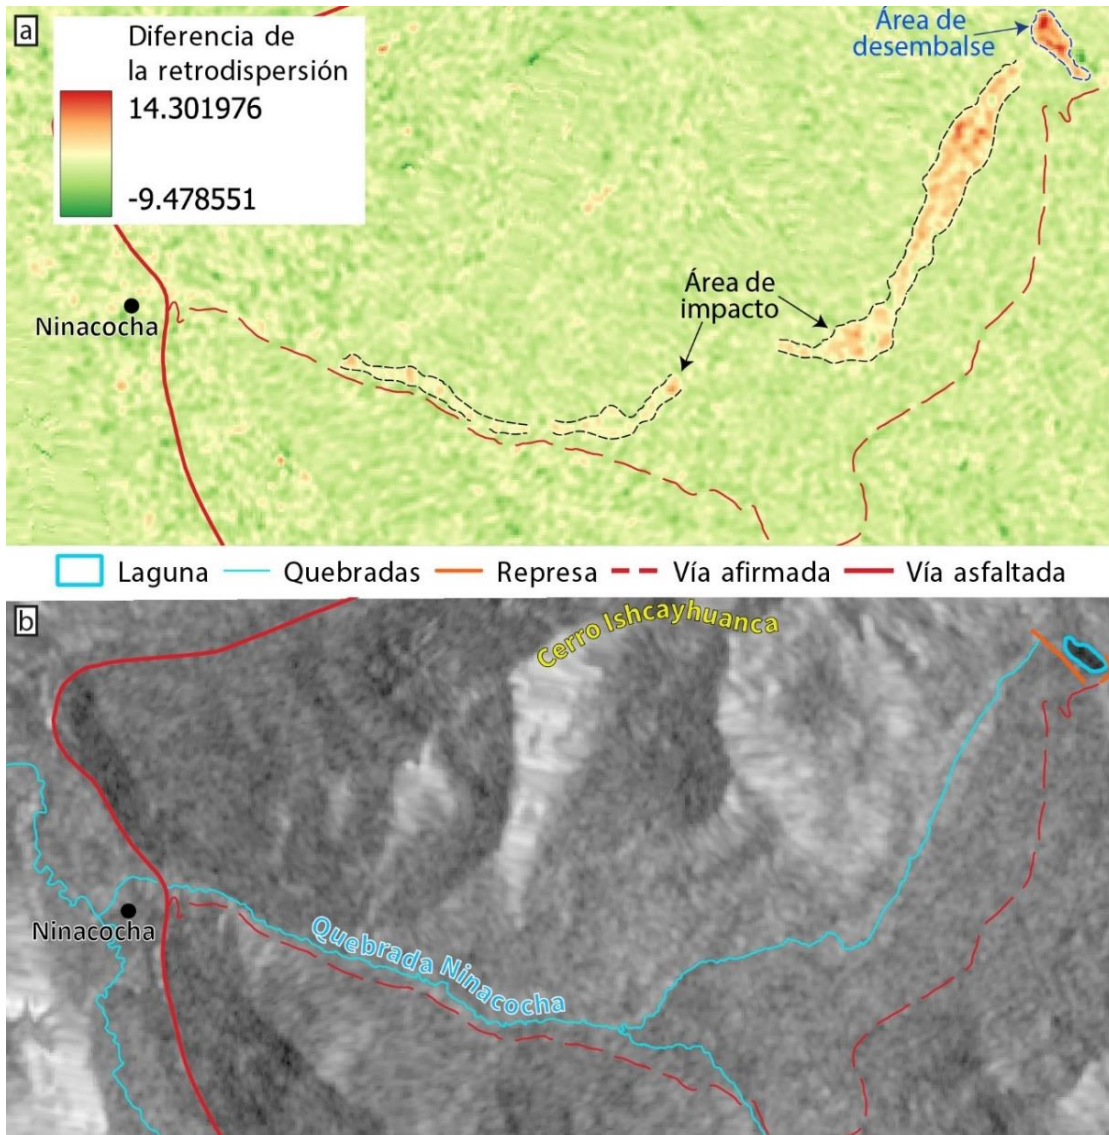 a
Diferencia de
la retrodispersión
14.301976
-9.478551
Área de
desembalse
Área de
impacto
Ninacocha
Laguna
Quebradas
Represa
Vía afirmada
Vía asfaltada
b
Cerro Ishcayhuanca
Ninacocha
Quebrada Ninacocha